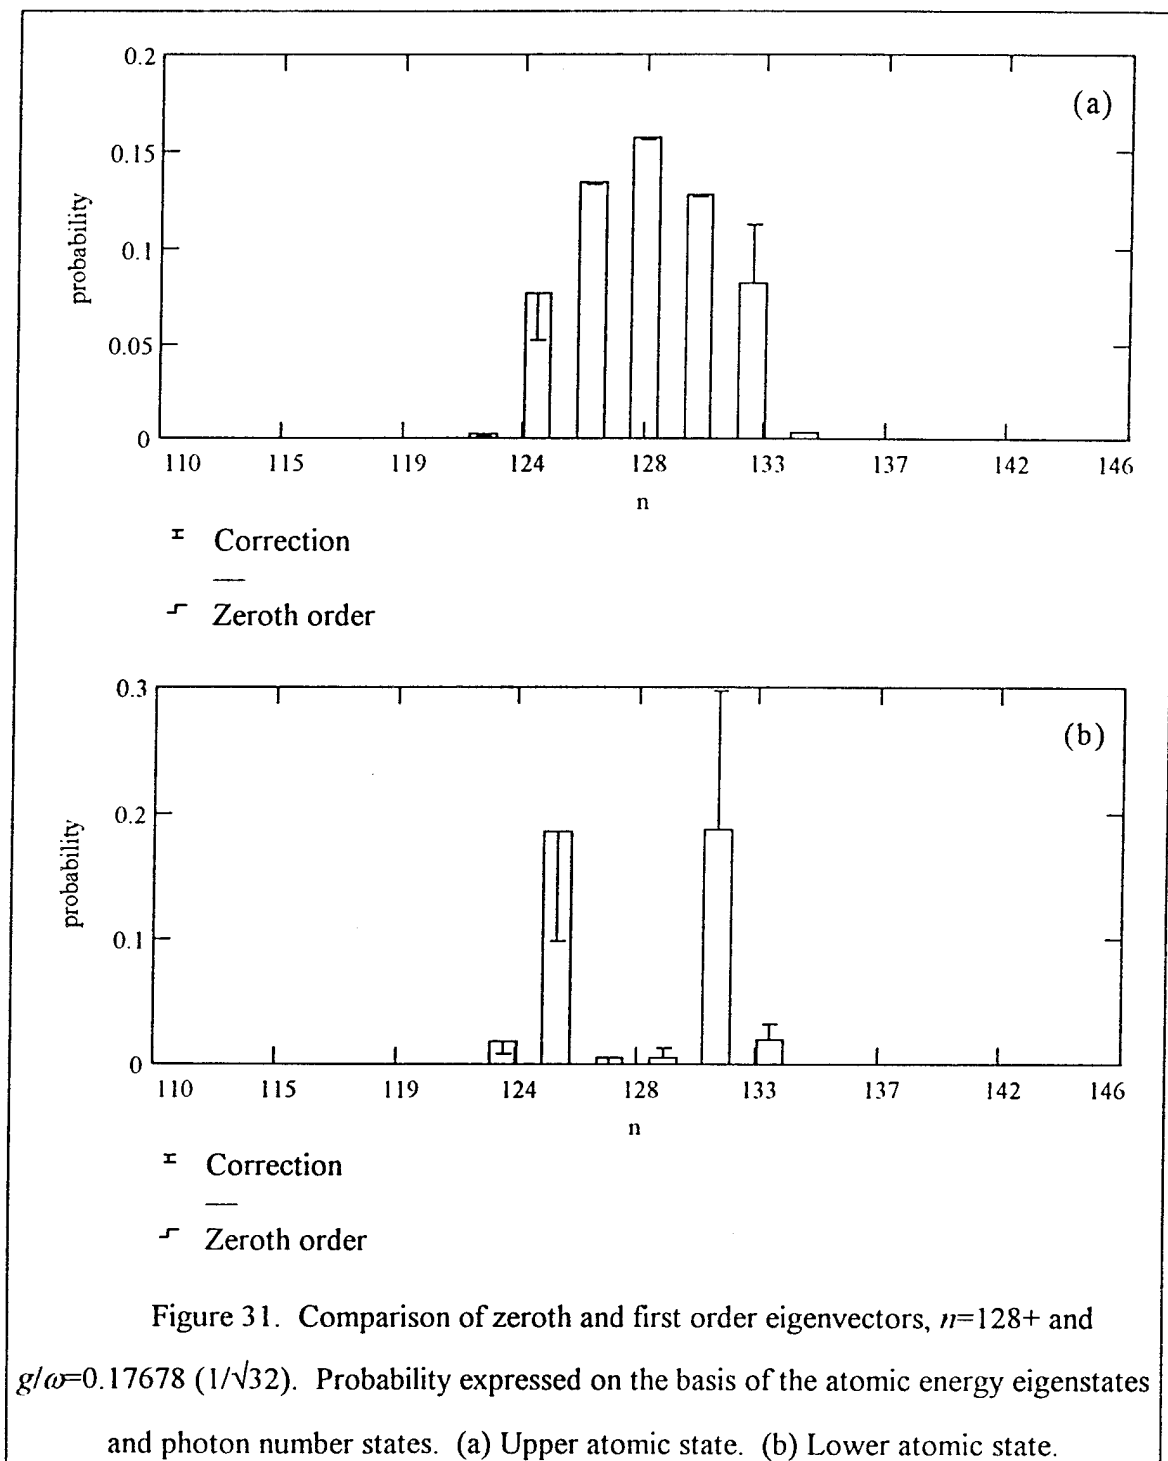 0.2
(a)
0.15
probability
0.1
0.05
0
110 115 119 124 128 133 137 142 146
n
Correction
Zeroth order
0.3
(b)
0.2
probability
0.1
0
110 115 119 124 128 133 137 142 146
n
Correction
Zeroth order
Figure 31. Comparison of zeroth and first order eigenvectors, n=128+ and
g/ω=0.17678 (1/√32). Probability expressed on the basis of the atomic energy eigenstates
and photon number states. (a) Upper atomic state. (b) Lower atomic state.